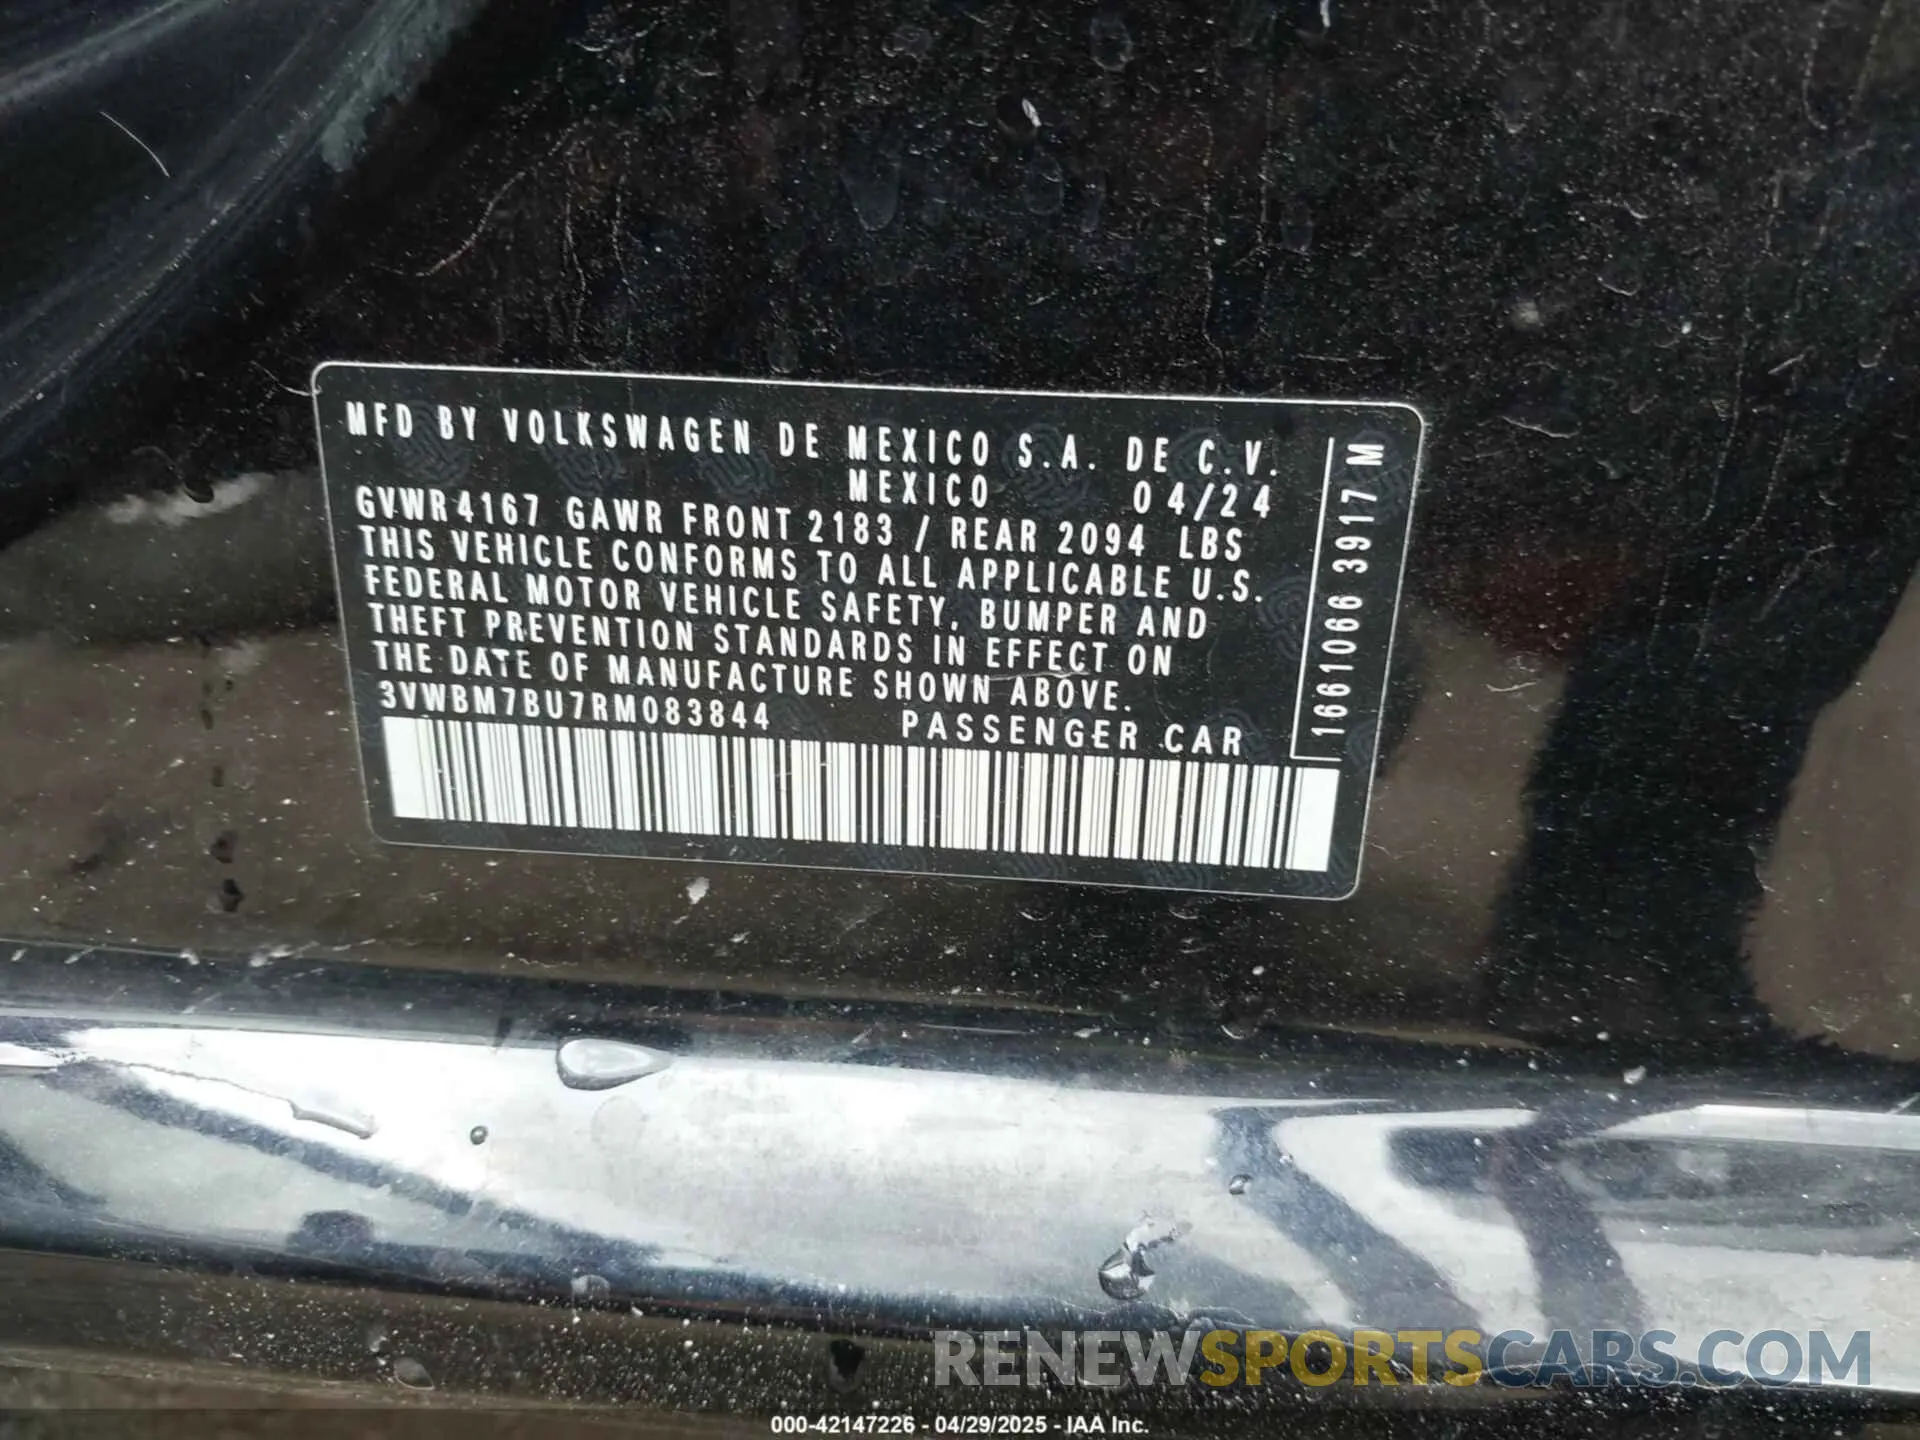 MFD BY VOLKSWAGEN DE MEXICO S.A. DE C.V.
MEXICO 04/24
GVWR 4167 GAWR FRONT 2183 / REAR 2094 LBS
THIS VEHICLE CONFORMS TO ALL APPLICABLE U.S.
FEDERAL MOTOR VEHICLE SAFETY, BUMPER AND
THEFT PREVENTION STANDARDS IN EFFECT ON
THE DATE OF MANUFACTURE SHOWN ABOVE.
3VWBM7BU7RM083844 PASSENGER CAR
1661066 3917 M
RENEWSPORTSCARS.COM
000-42147226 - 04/29/2025 - IAA Inc.